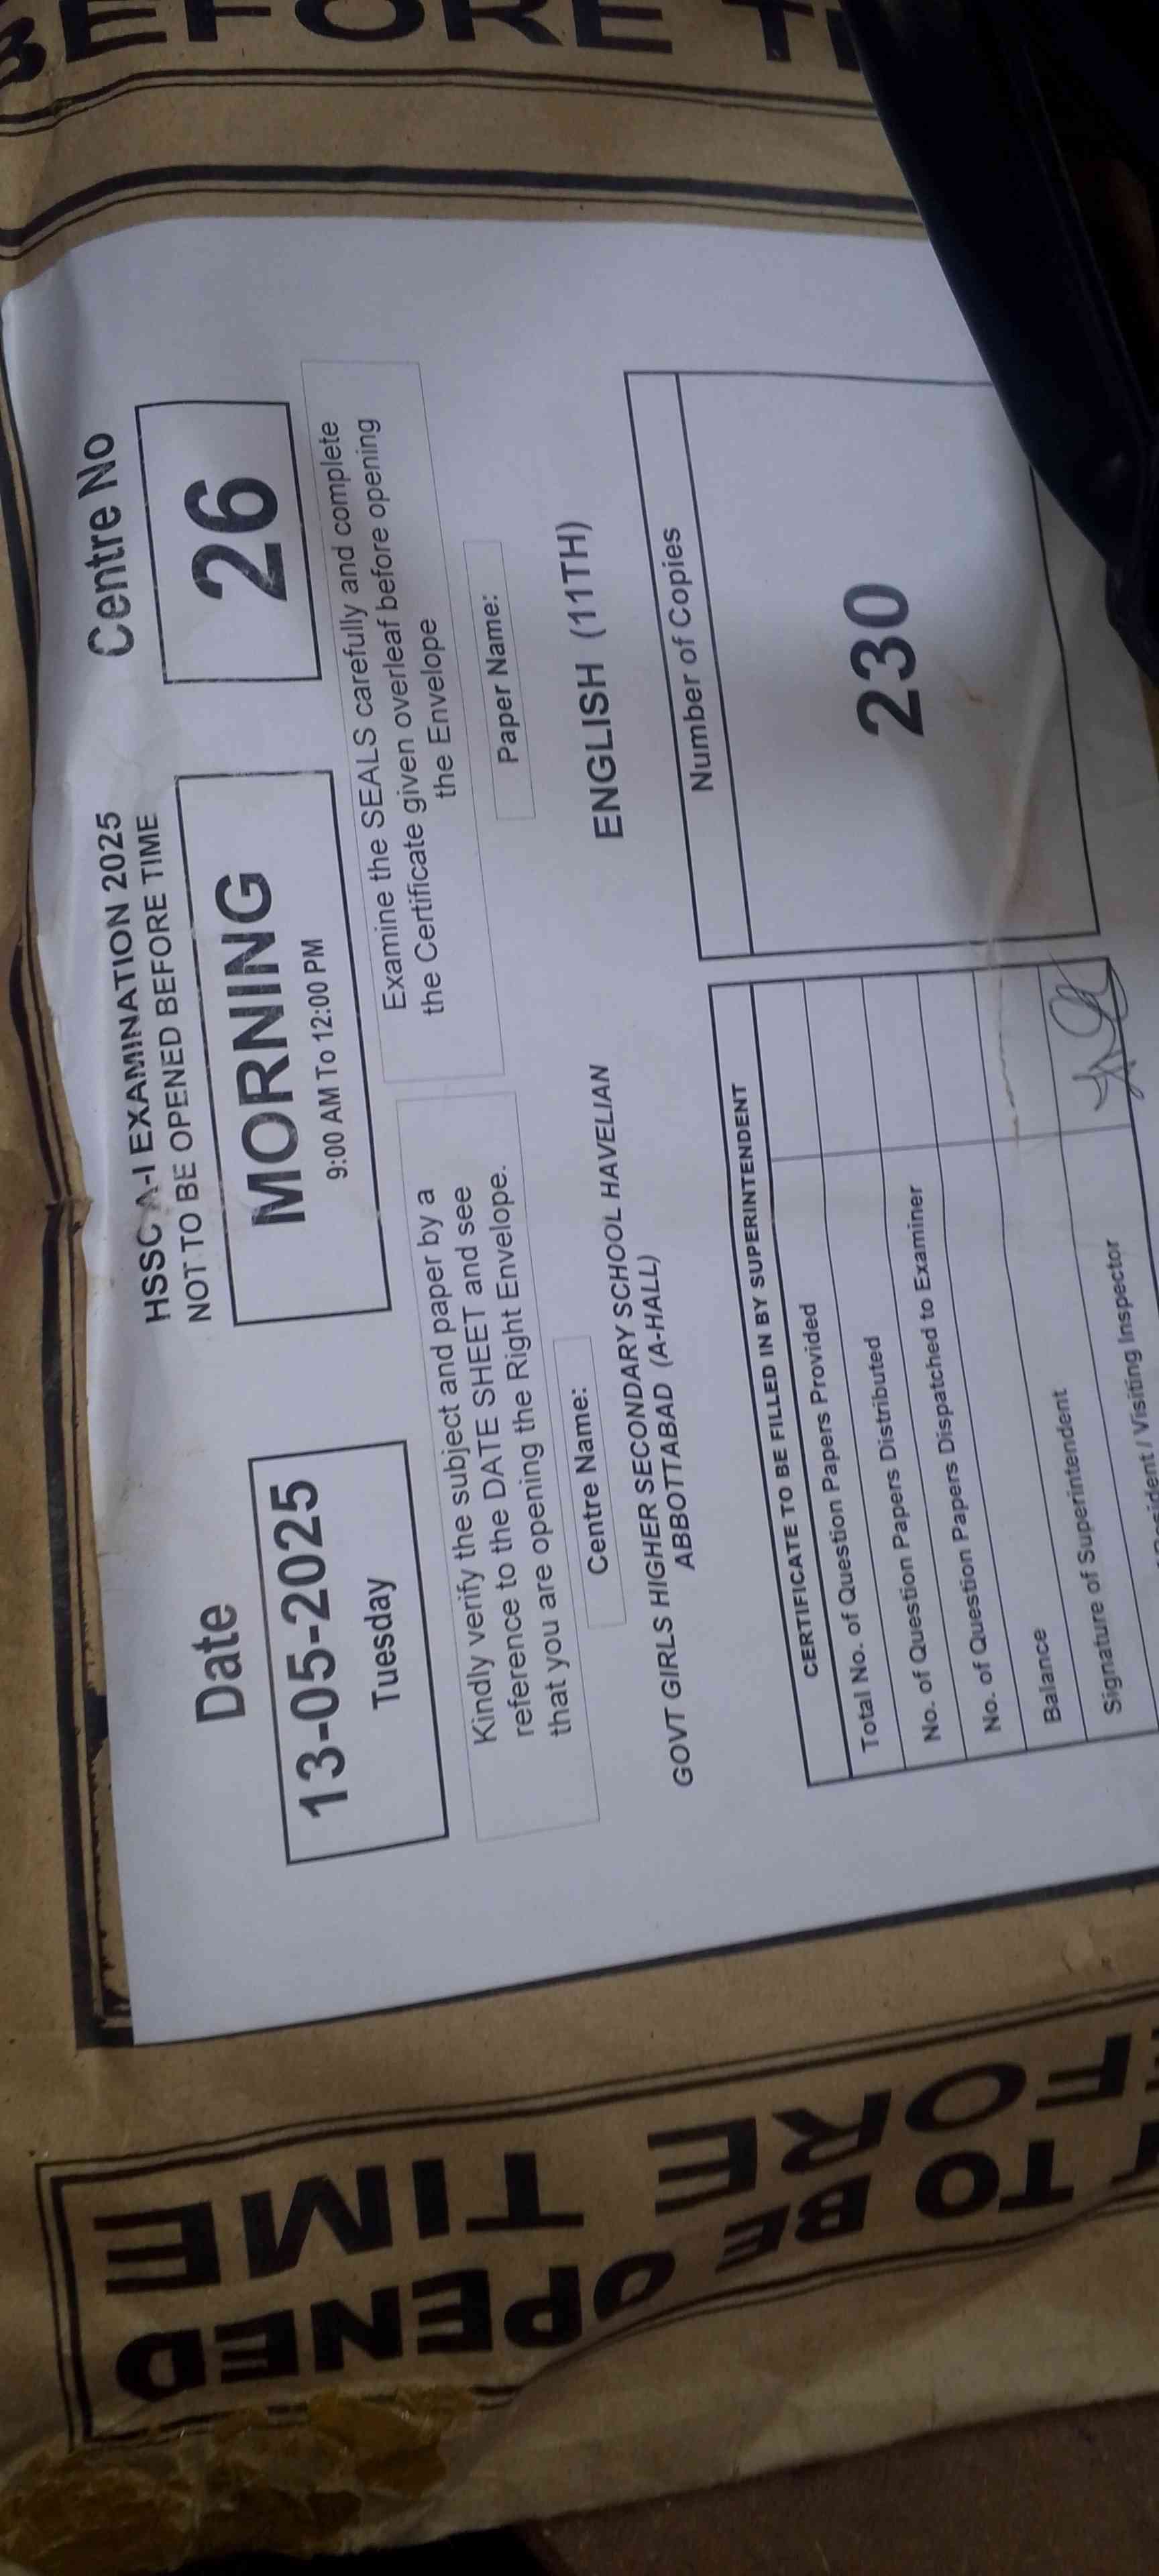 BEFORE
HSSC A-I EXAMINATION 2025
NOT TO BE OPENED BEFORE TIME
Date
13-05-2025
Tuesday
MORNING
9:00 AM To 12:00 PM
Centre No
26
Kindly verify the subject and paper by a
reference to the DATE SHEET and see
that you are opening the Right Envelope.
Examine the SEALS carefully and complete
the Certificate given overleaf before opening
the Envelope
Centre Name:
GOVT GIRLS HIGHER SECONDARY SCHOOL HAVELIAN
ABBOTTABAD (A-HALL)
Paper Name:
ENGLISH (11TH)
CERTIFICATE TO BE FILLED IN BY SUPERINTENDENT
Total No. of Question Papers Provided
No. of Question Papers Distributed
No. of Question Papers Dispatched to Examiner
Balance
Signature of Superintendent
/ Visiting Inspector
Number of Copies
230
TO BE OPENED
FORE TIME